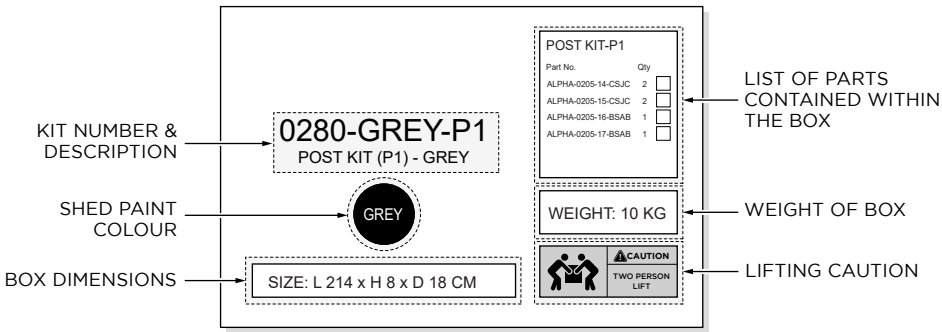 KIT NUMBER &
DESCRIPTION
SHED PAINT
COLOUR
BOX DIMENSIONS
0280-GREY-P1
POST KIT (P1) - GREY
GREY
SIZE: L 214 x H 8 x D 18 CM
POST KIT-P1
Part No. Qty
ALPHA-0205-14-CSJC 2
ALPHA-0205-15-CSJC 2
ALPHA-0205-16-BSAB 1
ALPHA-0205-17-BSAB 1
WEIGHT: 10 KG
CAUTION
TWO PERSON
LIFT
LIST OF PARTS
CONTAINED WITHIN
THE BOX
WEIGHT OF BOX
LIFTING CAUTION